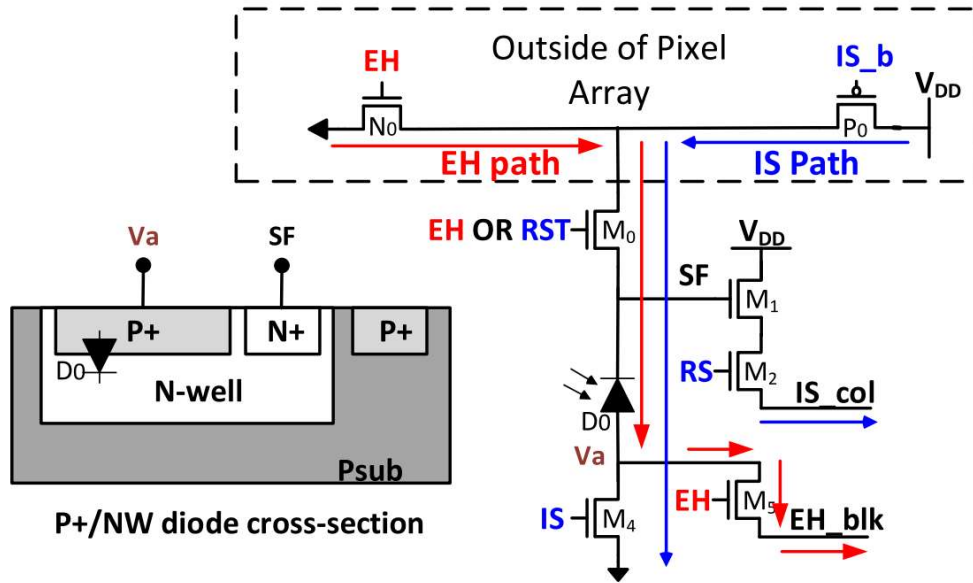 Outside of Pixel
Array
EH
IS_b
VDD
N0
P0
EH path
IS Path
EH OR RST
M0
VDD
SF
M1
RS
M2
IS_col
D0
Va
IS
M4
EH
M5
EH_blk
Va
SF
P+
N+
P+
D0
N-well
Psub
P+/NW diode cross-section